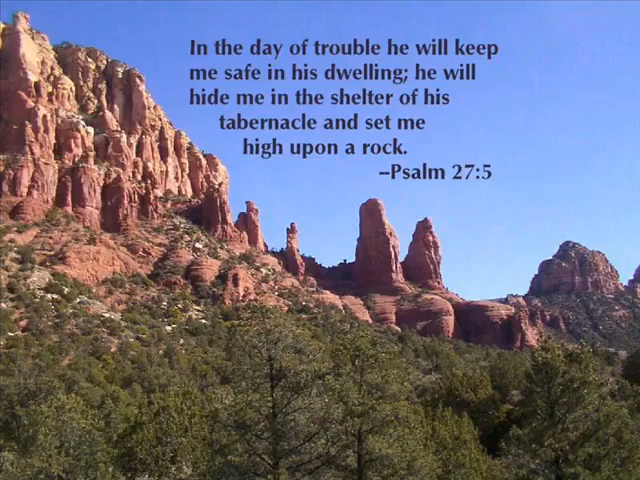 In the day of trouble he will keep
me safe in his dwelling; he will
hide me in the shelter of his
tabernacle and set me
high upon a rock.
--Psalm 27:5